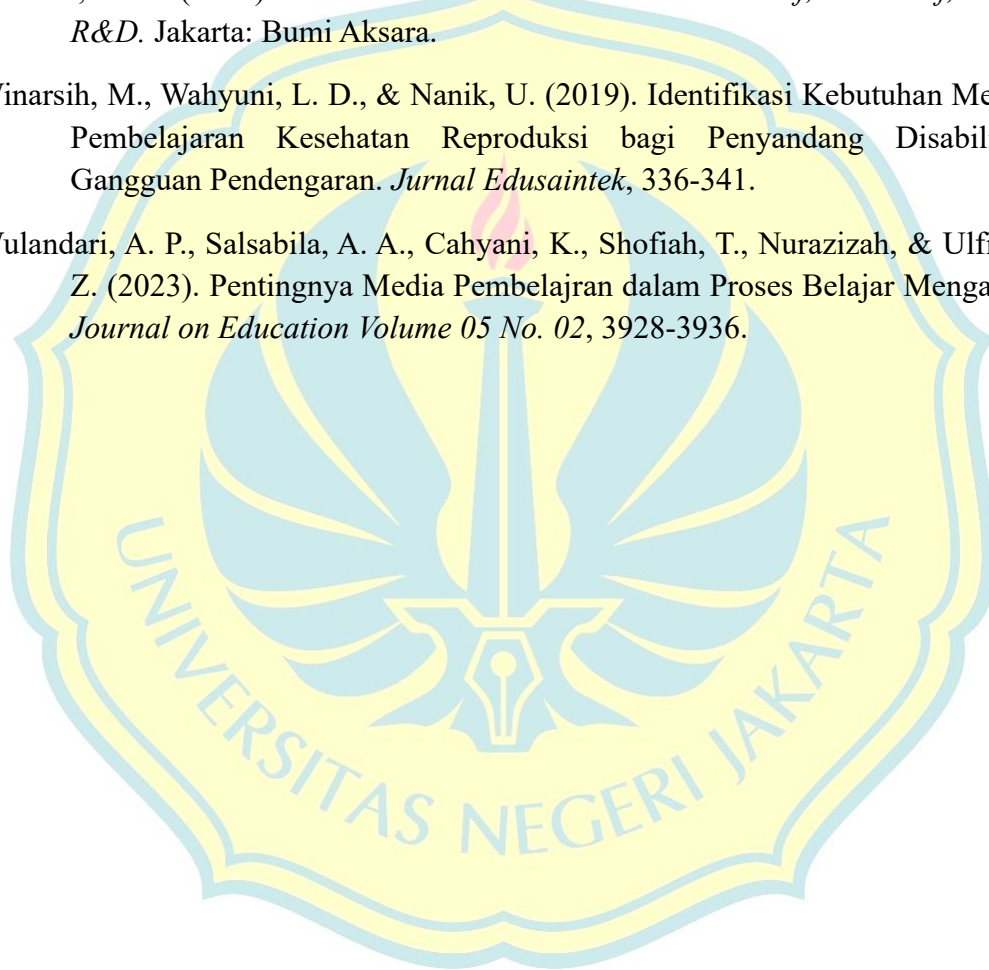 R&D. Jakarta: Bumi Aksara.
inarsih, M., Wahyuni, L. D., & Nanik, U. (2019). Identifikasi Kebutuhan Me
Pembelajaran Kesehatan Reproduksi bagi Penyandang Disabili
Gangguan Pendengaran. Jurnal Edusaintek, 336-341.
ulandari, A. P., Salsabila, A. A., Cahyani, K., Shofiah, T., Nurazizah, & Ulfi
Z. (2023). Pentingnya Media Pembelajran dalam Proses Belajar Menga
Journal on Education Volume 05 No. 02, 3928-3936.
UNIVERSITAS NEGERI JAKARTA